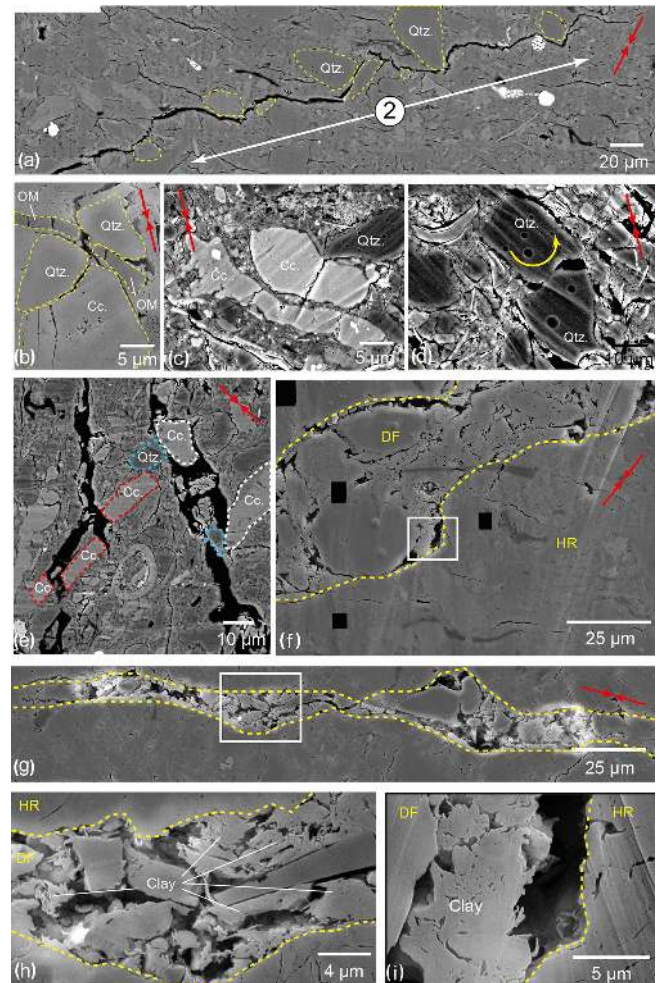 Qtz.
Qtz.
2
(a)
20 µm
OM
Qtz.
Qtz.
Cc.
OM
(b)
5 µm
Qtz.
Cc.
Cc.
(c)
5 µm
Qtz.
Qtz.
(d)
10 µm
Cc.
Qtz.
Cc.
Cc.
Cc.
Cc.
(e)
10 µm
DF
HR
(f)
25 µm
(g)
25 µm
HR
DF
Clay
(h)
4 µm
DF
HR
Clay
(i)
5 µm